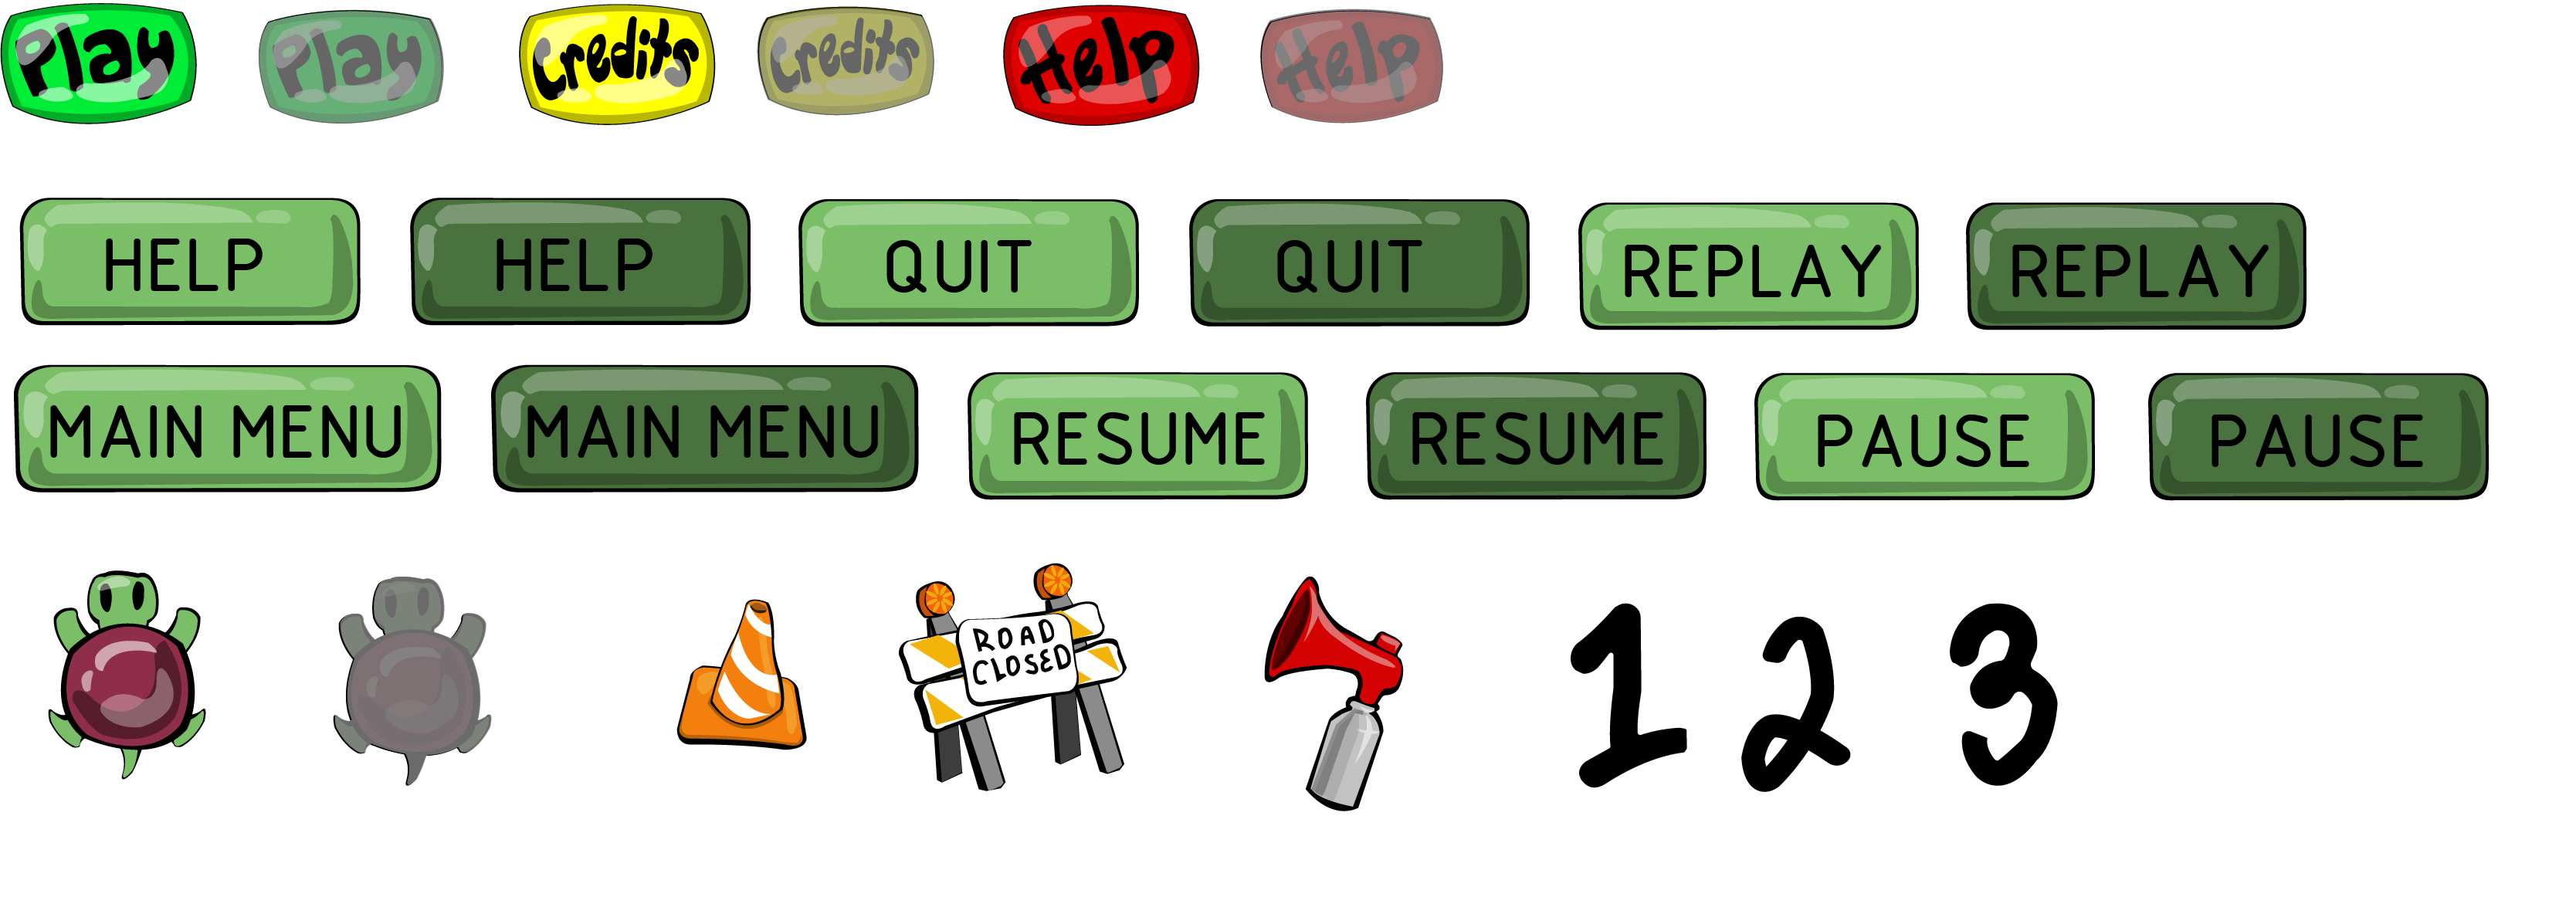 Play Play Credits Credits Help Help
HELP HELP QUIT QUIT REPLAY REPLAY
MAIN MENU MAIN MENU RESUME RESUME PAUSE PAUSE
ROAD
CLOSED
1 2 3